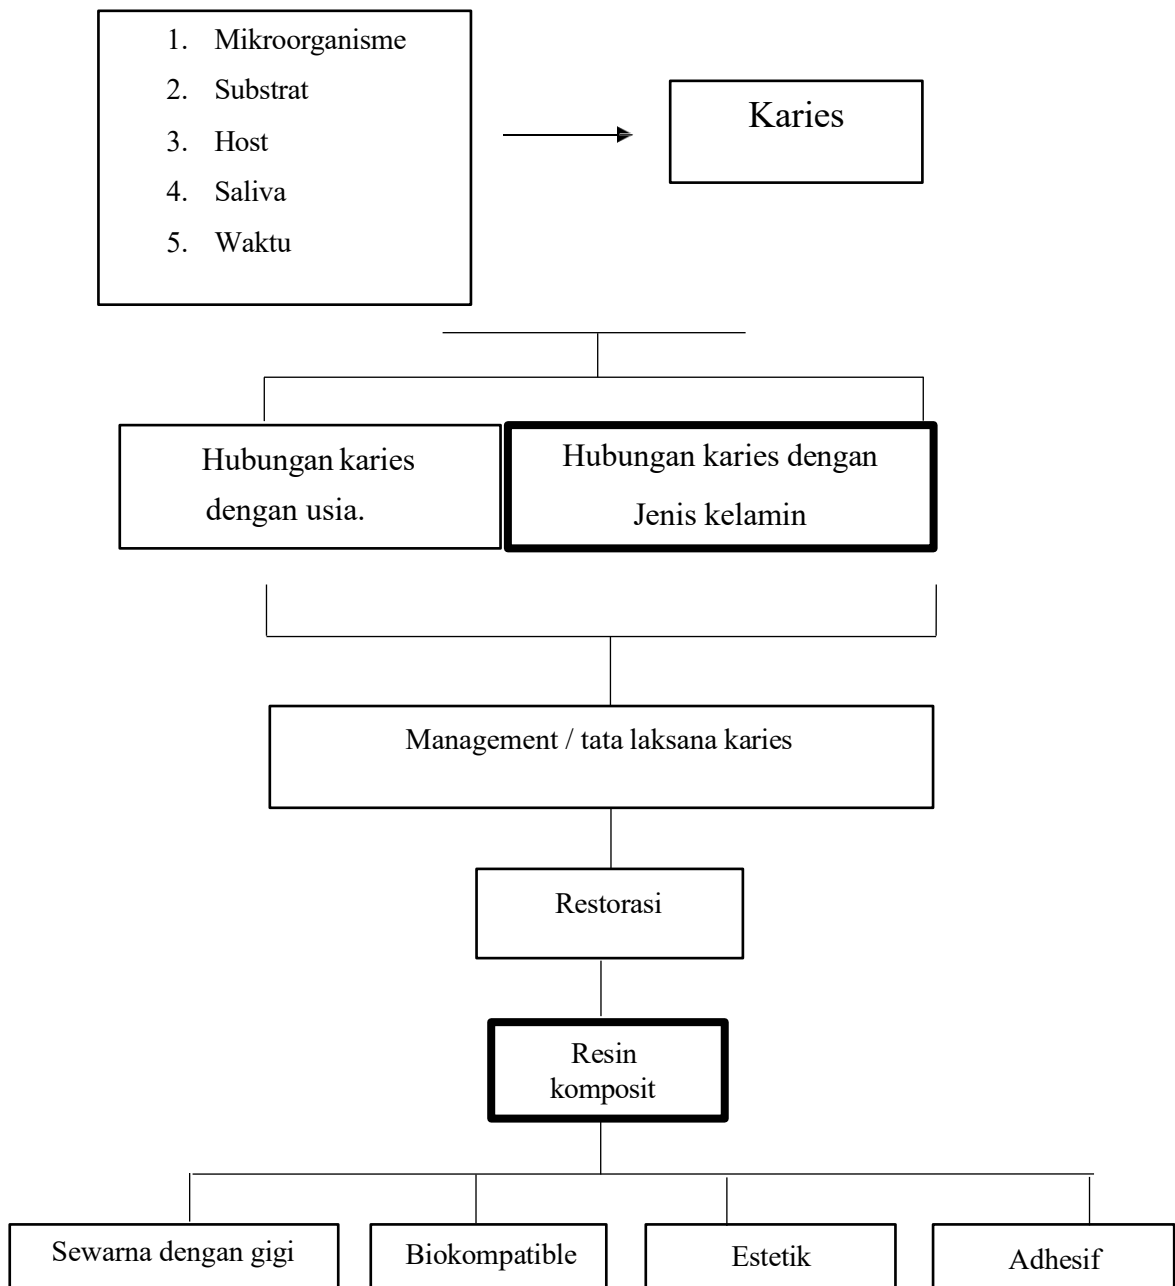 1. Mikroorganisme
2. Substrat
3. Host
4. Saliva
5. Waktu
Karies
Hubungan karies
dengan usia.
Hubungan karies dengan
Jenis kelamin
Management / tata laksana karies
Restorasi
Resin
komposit
Sewarna dengan gigi
Biokompatible
Estetik
Adhesif